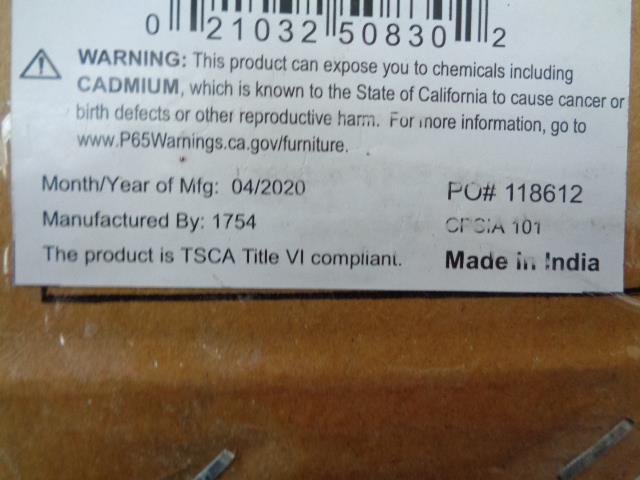 0 21032 50830 2
WARNING: This product can expose you to chemicals including
CADMIUM, which is known to the State of California to cause cancer or
birth defects or other reproductive harm. For more information, go to
www.P65Warnings.ca.gov/furniture.
Month/Year of Mfg: 04/2020
PO# 118612
Manufactured By: 1754
CPSIA 101
The product is TSCA Title VI compliant.
Made in India